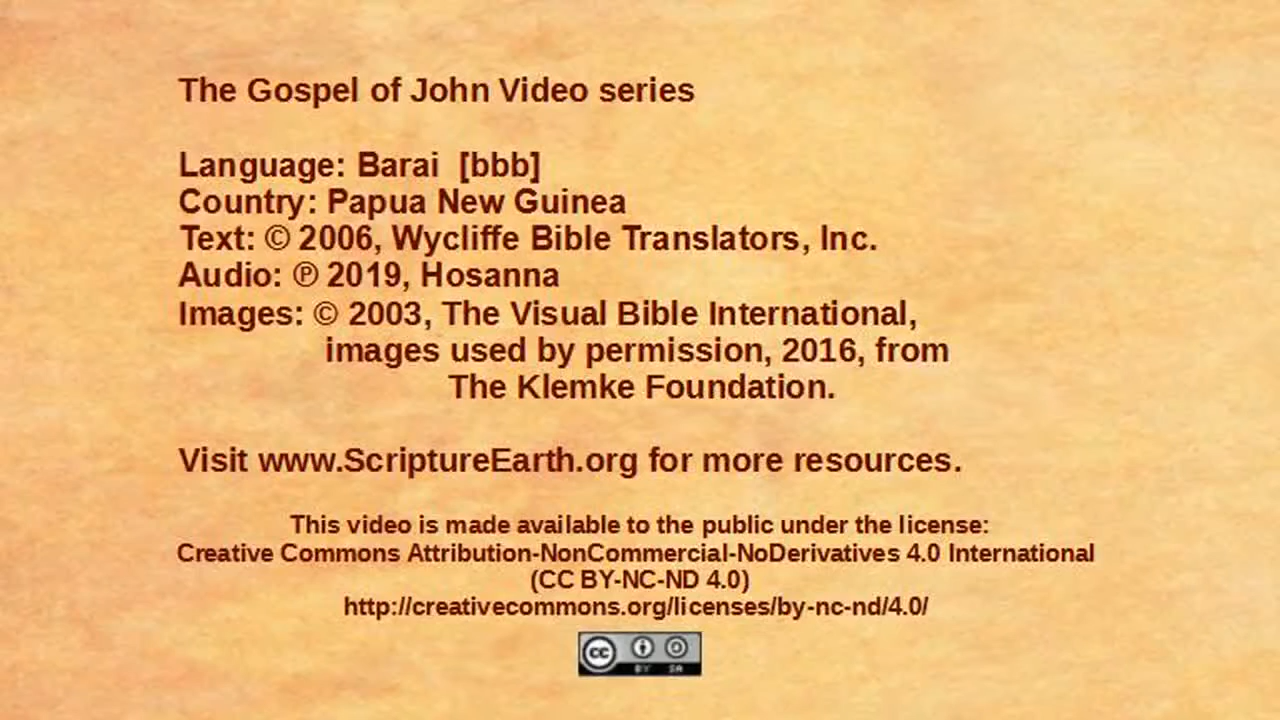 The Gospel of John Video series
Language: Barai [bbb]
Country: Papua New Guinea
Text: © 2006, Wycliffe Bible Translators, Inc.
Audio: ℗ 2019, Hosanna
Images: © 2003, The Visual Bible International,
images used by permission, 2016, from
The Klemke Foundation.
Visit www.ScriptureEarth.org for more resources.
This video is made available to the public under the license:
Creative Commons Attribution-NonCommercial-NoDerivatives 4.0 International
(CC BY-NC-ND 4.0)
http://creativecommons.org/licenses/by-nc-nd/4.0/
cc BY SA